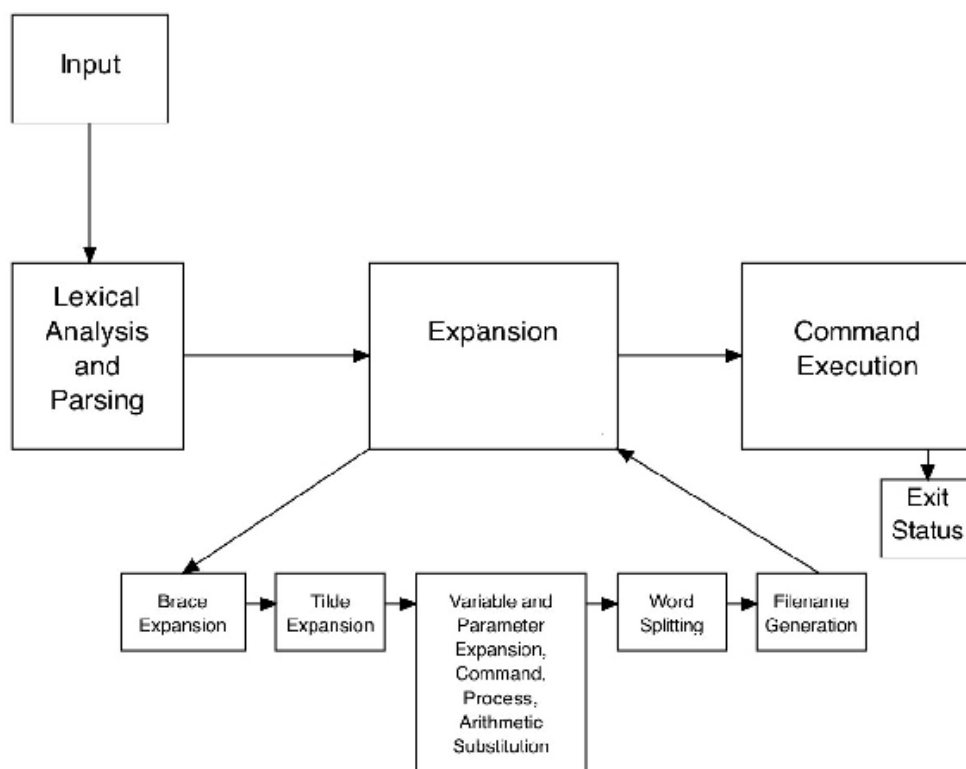 Input
Lexical
Analysis
and
Parsing
Expansion
Command
Execution
Exit
Status
Brace
Expansion
Tilde
Expansion
Variable and
Parameter
Expansion,
Command,
Process,
Arithmetic
Substitution
Word
Splitting
Filename
Generation